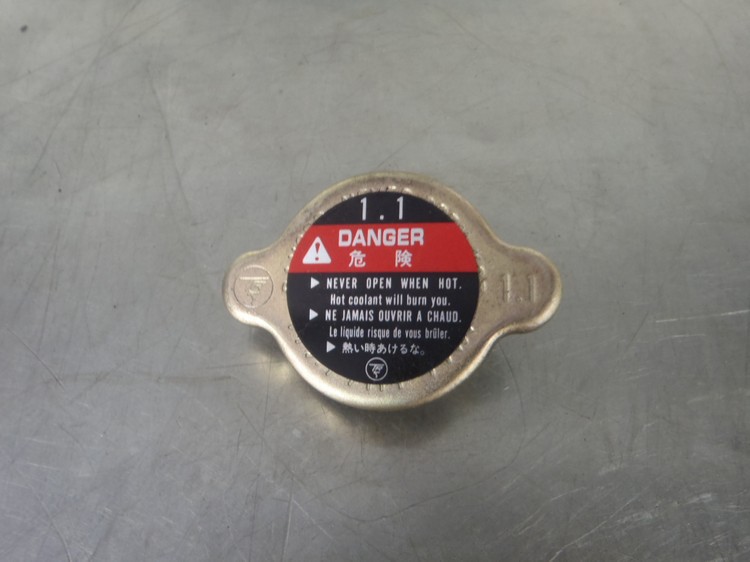 1.1
DANGER
危険
▶ NEVER OPEN WHEN HOT.
Hot coolant will burn you.
▶ NE JAMAIS OUVRIR A CHAUD.
Le liquide risque de vous brûler.
▶ 熱い時あけるな。
1.1